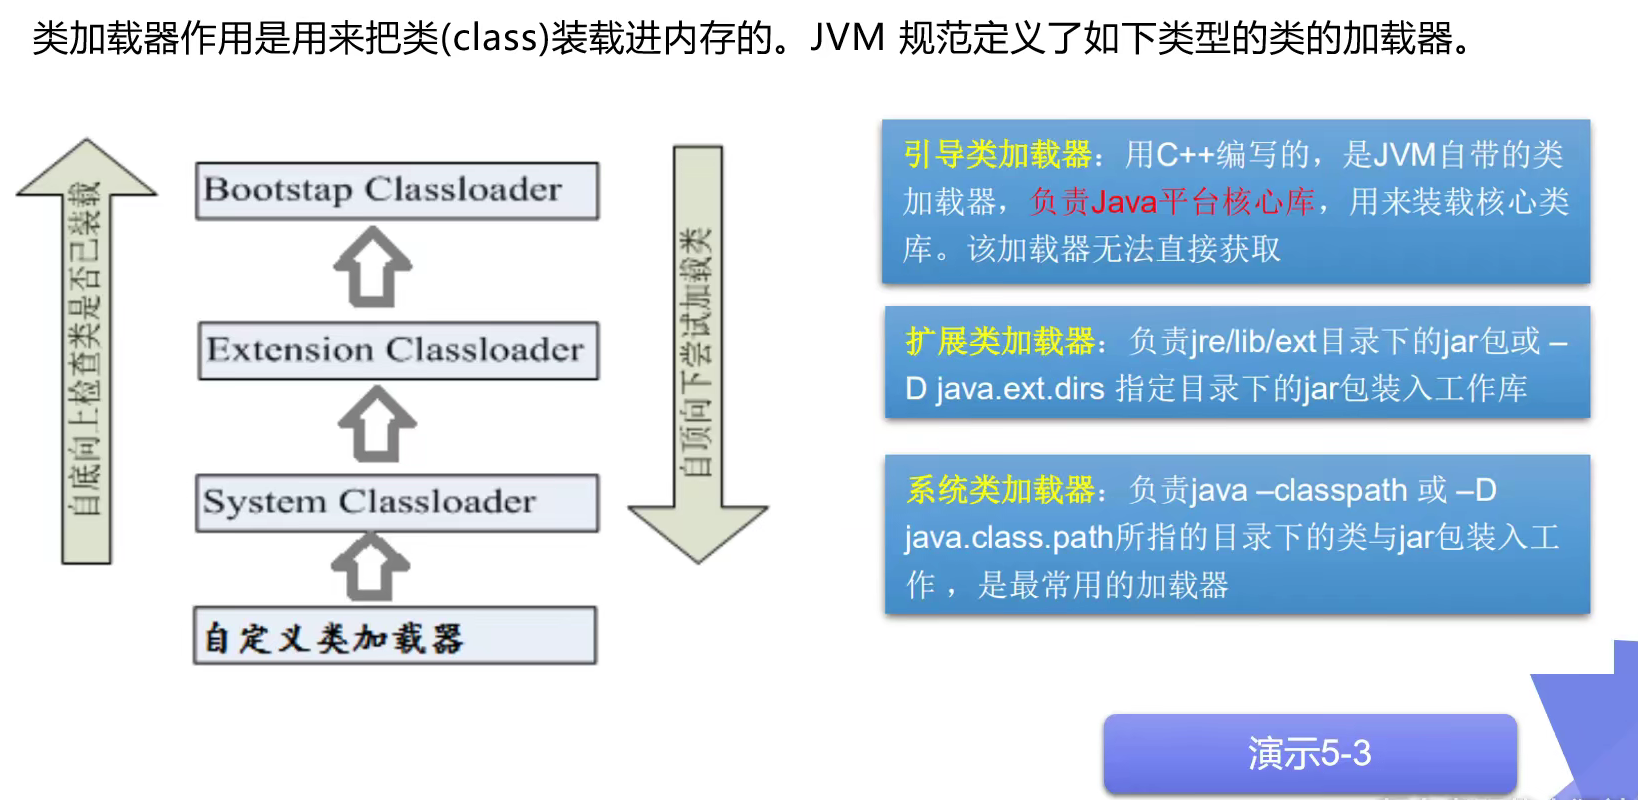 类加载器作用是用来把类(class)装载进内存的。JVM 规范定义了如下类型的类的加载器。
自底向上检查类是否已装载
Bootstap Classloader
Extension Classloader
System Classloader
自定义类加载器
自顶向下尝试加载类
引导类加载器：用C++编写的，是JVM自带的类
加载器，负责Java平台核心库，用来装载核心类
库。该加载器无法直接获取
扩展类加载器：负责jre/lib/ext目录下的jar包或 –
D java.ext.dirs 指定目录下的jar包装入工作库
系统类加载器：负责java –classpath 或 –D
java.class.path所指的目录下的类与jar包装入工
作 ，是最常用的加载器
演示5-3